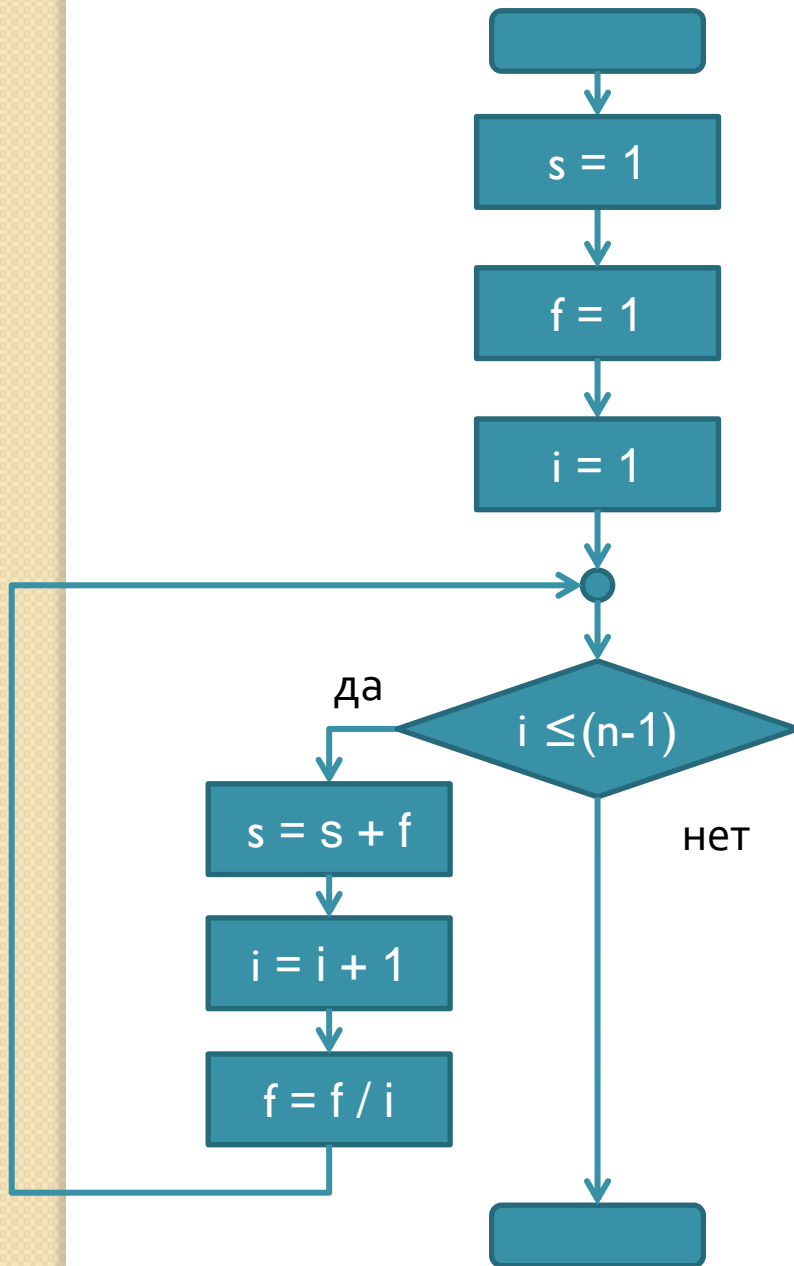 s = 1
f = 1
i = 1
да
i ≤(n-1)
нет
s = s + f
i = i + 1
f = f / i